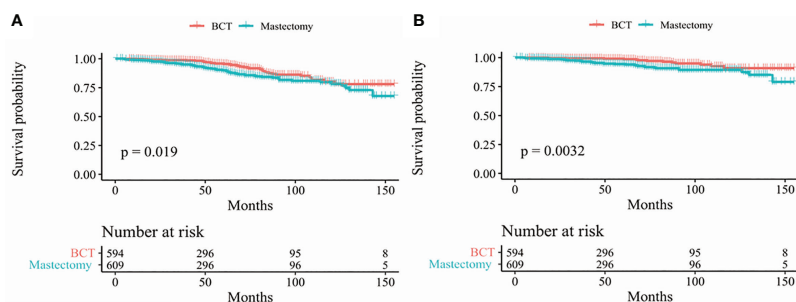 A
BCT Mastectomy
Survival probability
1.00
0.75
0.50
0.25
0.00
p = 0.019
0 50 100 150
Months
Number at risk
BCT 594 296 95 8
Mastectomy 609 296 96 5
0 50 100 150
Months
B
BCT Mastectomy
Survival probability
1.00
0.75
0.50
0.25
0.00
p = 0.0032
0 50 100 150
Months
Number at risk
BCT 594 296 95 8
Mastectomy 609 296 96 5
0 50 100 150
Months